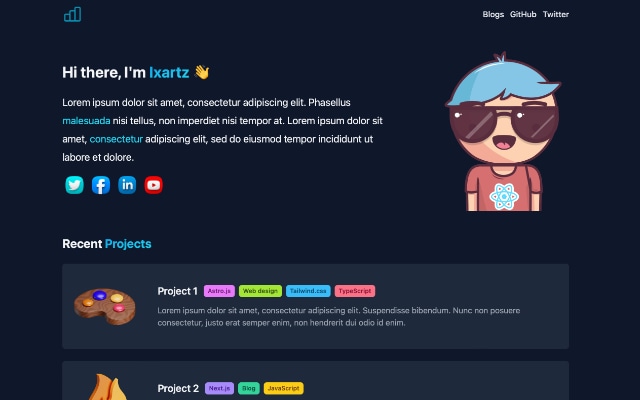 Blogs GitHub Twitter
Hi there, I'm Ixartz 👋
Lorem ipsum dolor sit amet, consectetur adipiscing elit. Phasellus
malesuada nisi tellus, non imperdiet nisi tempor at. Lorem ipsum dolor sit
amet, consectetur adipiscing elit, sed do eiusmod tempor incididunt ut
labore et dolore.
Recent Projects
Project 1 Astro.js Web design Tailwind.css TypeScript
Lorem ipsum dolor sit amet, consectetur adipiscing elit. Suspendisse bibendum. Nunc non posuere
consectetur, justo erat semper enim, non hendrerit dui odio id enim.
Project 2 Next.js Blog JavaScript